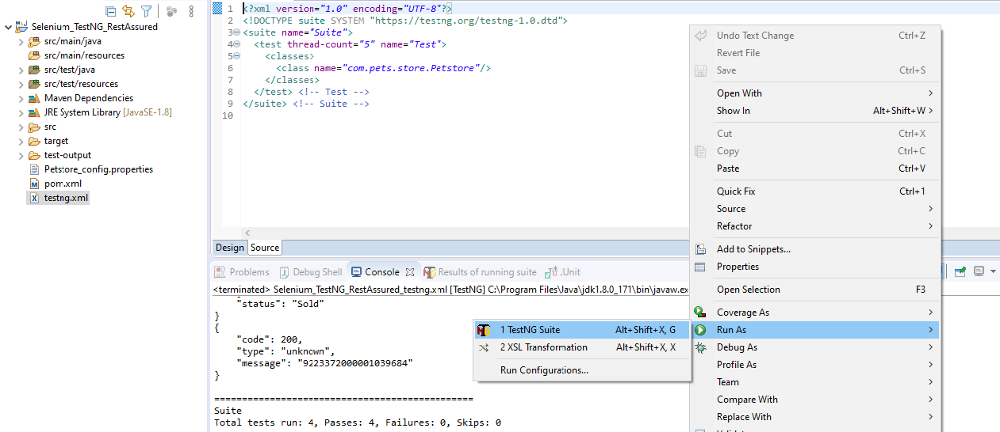 Selenium_TestNG_RestAssured
src/main/java
src/main/resources
src/test/java
src/test/resources
Maven Dependencies
JRE System Library [JavaSE-1.8]
src
target
test-output
Petstore_config.properties
pom.xml
testng.xml
1 <?xml version="1.0" encoding="UTF-8"?>
2 <!DOCTYPE suite SYSTEM "https://testng.org/testng-1.0.dtd">
3 <suite name="Suite">
4 <test thread-count="5" name="Test">
5 <classes>
6 <class name="com.pets.store.Petstore"/>
7 </classes>
8 </test> <!-- Test -->
9 </suite> <!-- Suite -->
10
Design Source
Problems Debug Shell Console Results of running suite JUnit
<terminated> Selenium_TestNG_RestAssured_testng.xml [TestNG] C:\Program Files\Java\jdk1.8.0_171\bin\javaw.ex
"status": "Sold"
}
{
"code": 200,
"type": "unknown",
"message": "9223372000001039684"
}
===============================================
Suite
Total tests run: 4, Passes: 4, Failures: 0, Skips: 0
1 TestNG Suite Alt+Shift+X, G
2 XSL Transformation Alt+Shift+X, X
Run Configurations...
Undo Text Change Ctrl+Z
Revert File
Save Ctrl+S
Open With
Show In Alt+Shift+W
Cut Ctrl+X
Copy Ctrl+C
Paste Ctrl+V
Quick Fix Ctrl+1
Source
Refactor
Add to Snippets...
Properties
Open Selection F3
Coverage As
Run As
Debug As
Profile As
Team
Compare With
Replace With